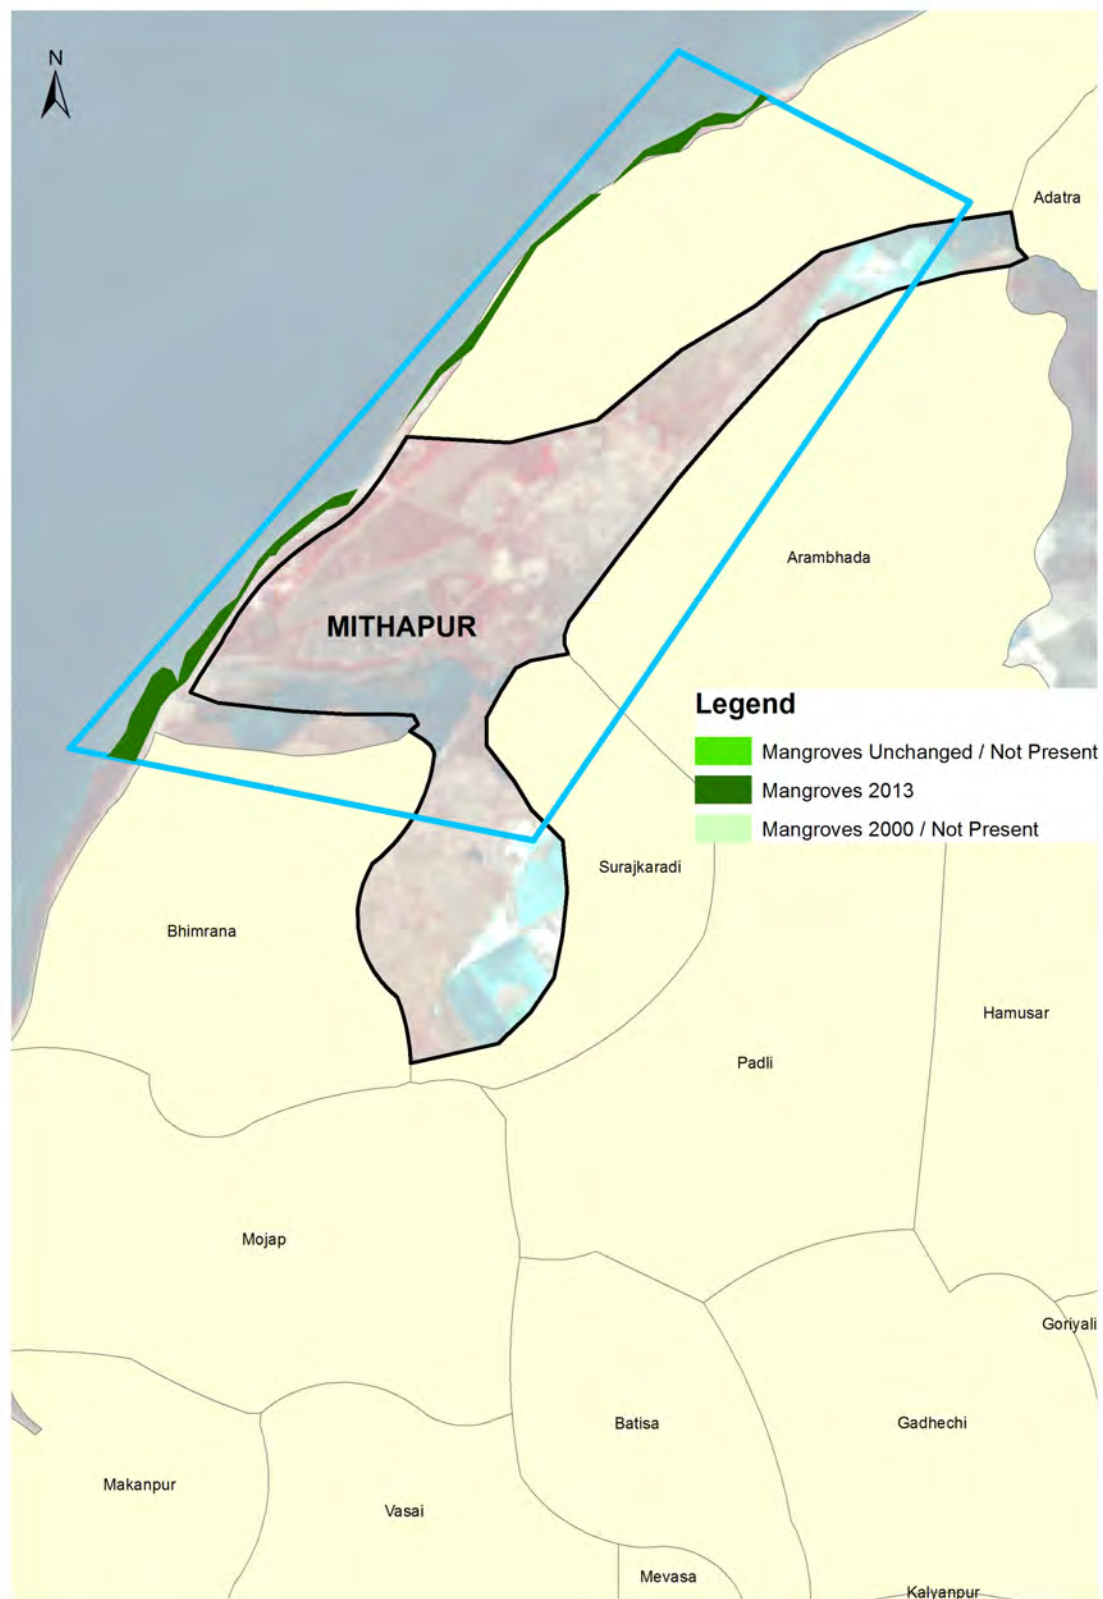 N
Adatra
Arambhada
MITHAPUR
Legend
Mangroves Unchanged / Not Present
Mangroves 2013
Mangroves 2000 / Not Present
Surajkaradi
Bhimrana
Hamusar
Padli
Mojap
Goriyali
Batisa
Gadhechi
Makanpur
Vasai
Mevasa
Kalyanpur